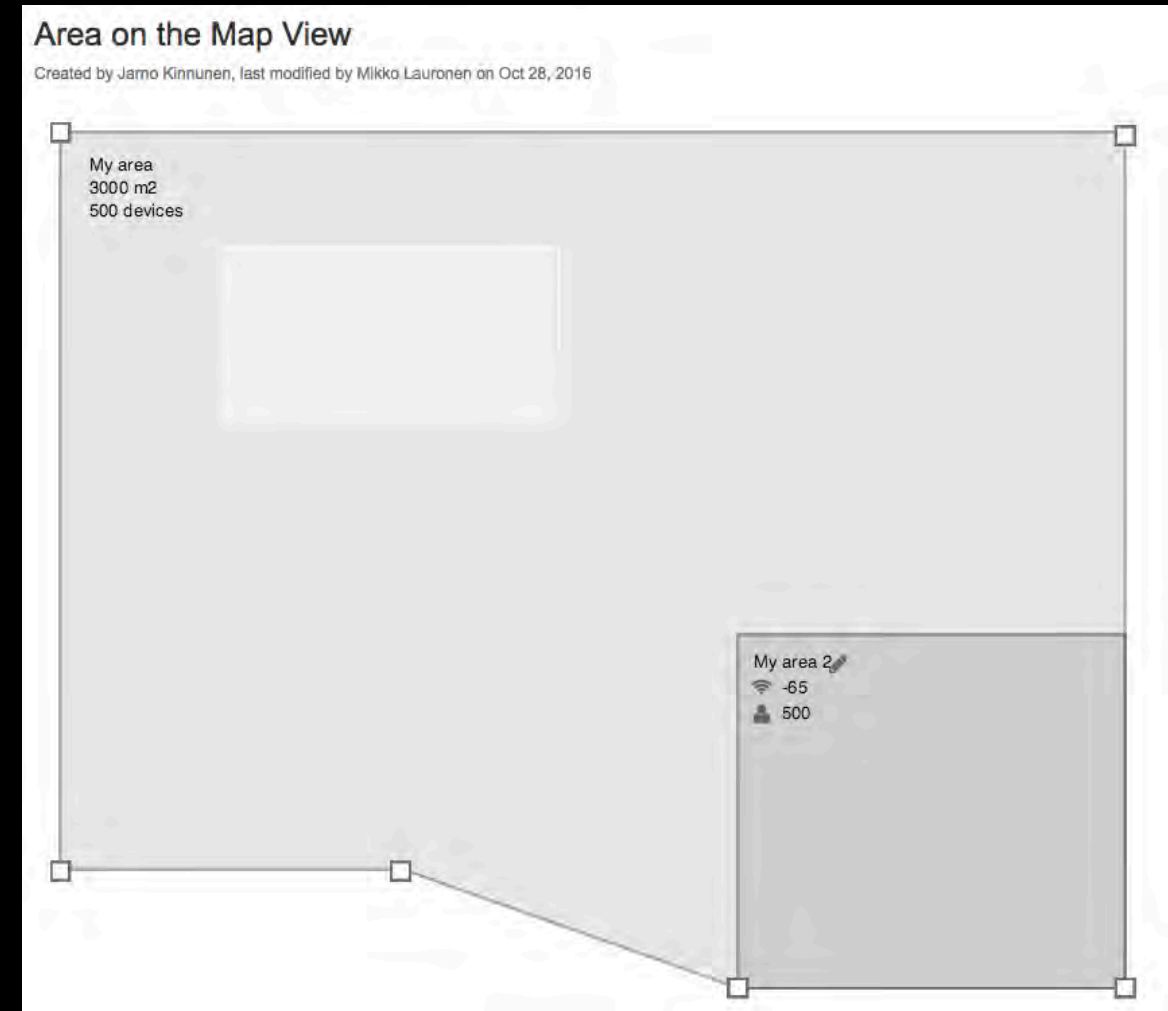 Area on the Map View
Created by Jarno Kinnunen, last modified by Mikko Lauronen on Oct 28, 2016
My area
3000 m2
500 devices
My area 2
-65
500